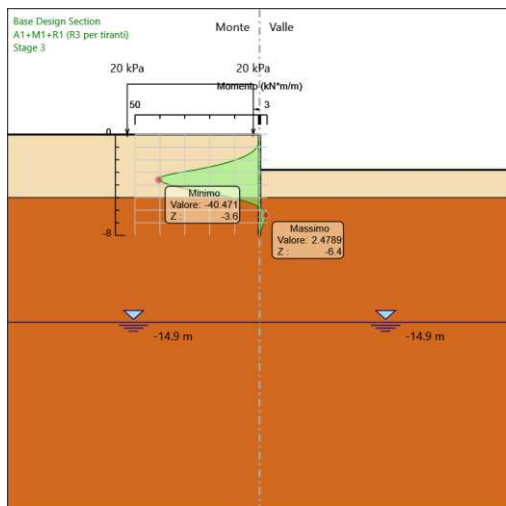 Base Design Section
A1+M1+R1 (R3 per tiranti)
Stage 3
Monte Valle
20 kPa 20 kPa
Momento (kN*m/m)
50 3
0
Minimo
Valore: -40.471
Z : -3.6
Massimo
Valore: 2.4789
Z : -6.4
-8
-14.9 m -14.9 m